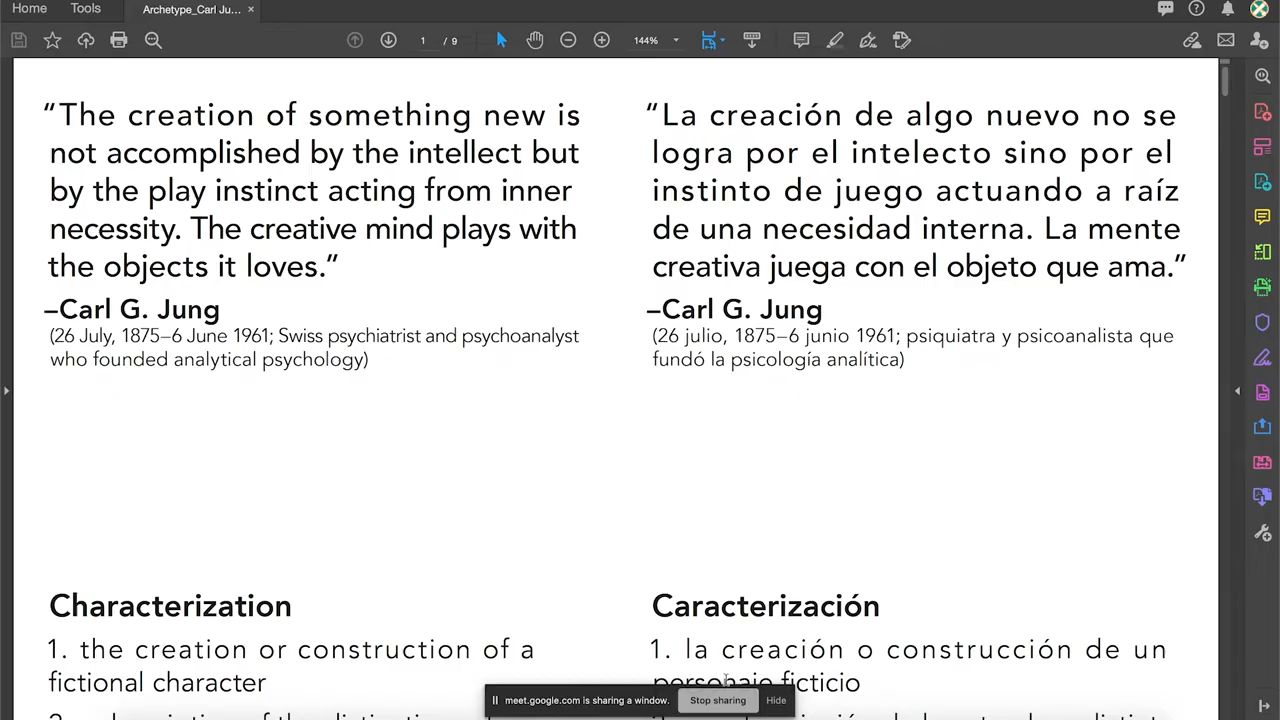 Home
Tools
Archetype_Carl Ju...
×
1
/ 9
144%
“The creation of something new is
not accomplished by the intellect but
by the play instinct acting from inner
necessity. The creative mind plays with
the objects it loves.”
–Carl G. Jung
(26 July, 1875–6 June 1961; Swiss psychiatrist and psychoanalyst
who founded analytical psychology)
Characterization
1. the creation or construction of a
fictional character
“La creación de algo nuevo no se
logra por el intelecto sino por el
instinto de juego actuando a raíz
de una necesidad interna. La mente
creativa juega con el objeto que ama.”
–Carl G. Jung
(26 julio, 1875–6 junio 1961; psiquiatra y psicoanalista que
fundó la psicología analítica)
Caracterización
1. la creación o construcción de un
personaje ficticio
meet.google.com is sharing a window.
Stop sharing
Hide